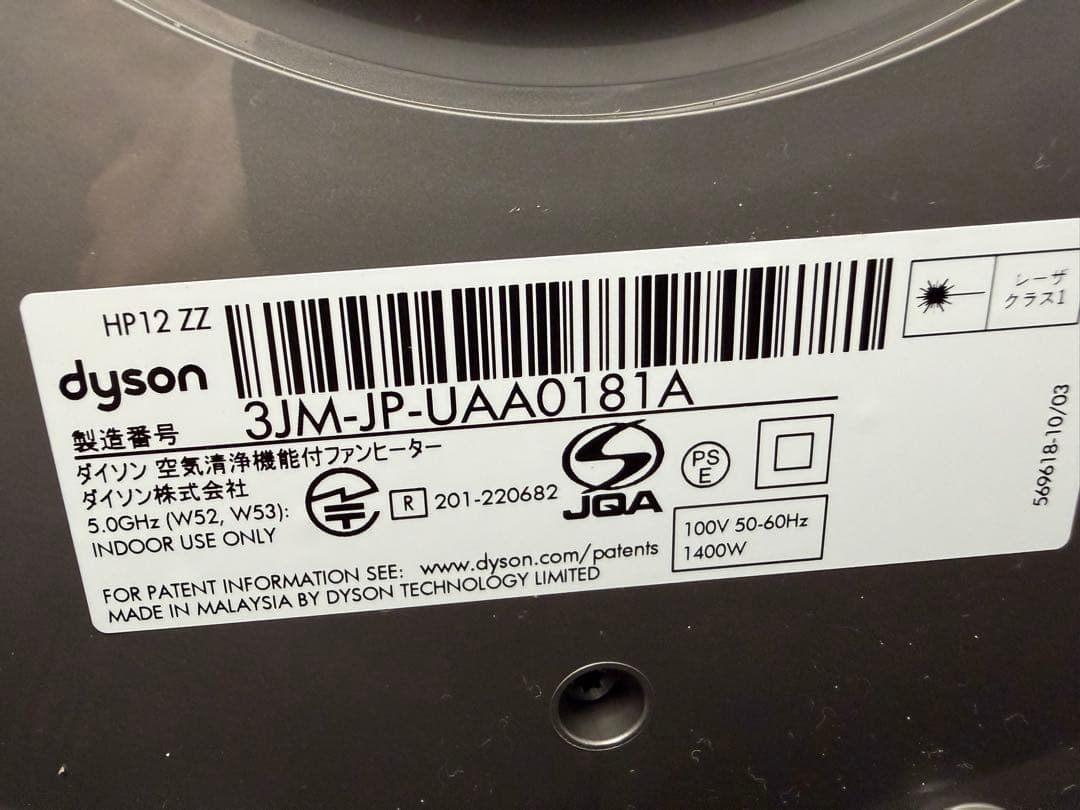 HP12 ZZ
レーザ
クラス1
dyson
製造番号 3JM-JP-UAA0181A
ダイソン 空気清浄機能付ファンヒーター
ダイソン株式会社
5.0GHz (W52, W53):
INDOOR USE ONLY
R 201-220682
JQA
PS
E
100V 50-60Hz
1400W
FOR PATENT INFORMATION SEE: www.dyson.com/patents
MADE IN MALAYSIA BY DYSON TECHNOLOGY LIMITED
569618-10/03